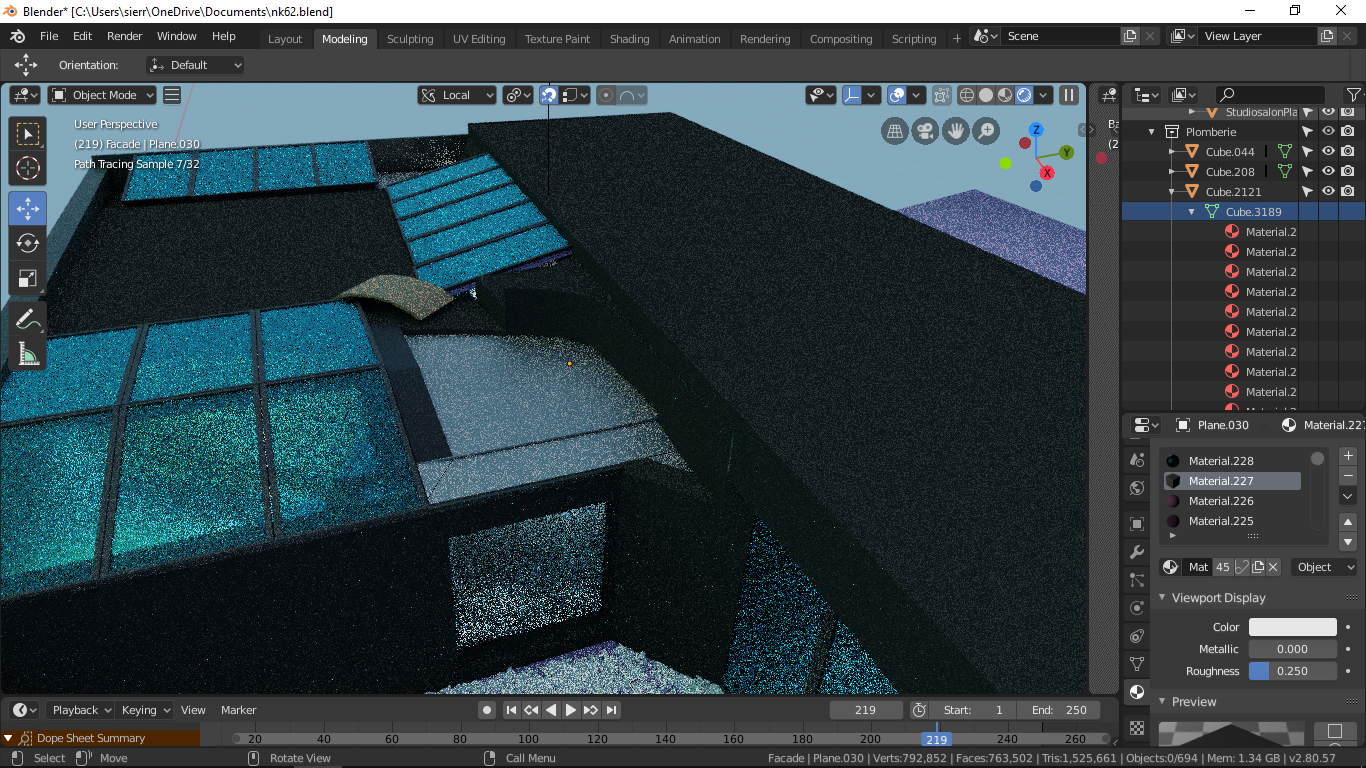 Blender* [C:\Users\sierr\OneDrive\Documents\nk62.blend]
File Edit Render Window Help Layout Modeling Sculpting UV Editing Texture Paint Shading Animation Rendering Compositing Scripting + Scene View Layer
Orientation: Default
Object Mode Local
User Perspective
(219) Facade | Plane.030
Path Tracing Sample 7/32
Z
Y
X
Ba
(2
StudiosalonPla
Plomberie
Cube.044
Cube.208
Cube.2121
Cube.3189
Material.2
Material.2
Material.2
Material.2
Material.2
Material.2
Material.2
Material.2
Material.2
Plane.030 Material.227
Material.228
Material.227
Material.226
Material.225
Mat 45 Object
Viewport Display
Color
Metallic 0.000
Roughness 0.250
Preview
Playback Keying View Marker 219 Start: 1 End: 250
Dope Sheet Summary 20 40 60 80 100 120 140 160 180 200 219 240 260
Select Move Rotate View Call Menu Facade | Plane.030 | Verts:792,852 | Faces:763,502 | Tris:1,525,661 | Objects:0/694 | Mem: 1.34 GB | v2.80.57